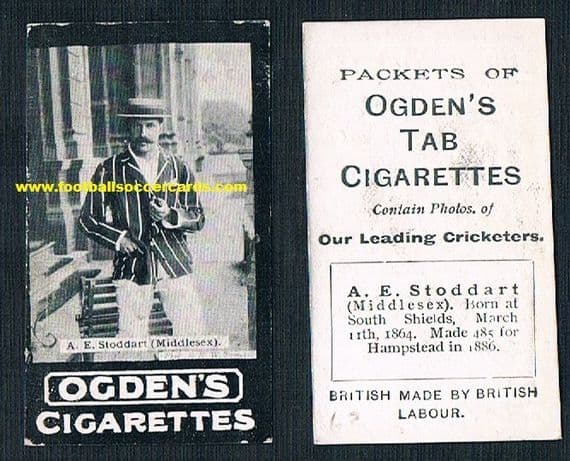 www.footballsoccercards.com
A. E. Stoddart (Middlesex).
OGDEN'S
CIGARETTES
PACKETS OF
OGDEN'S
TAB
CIGARETTES
Contain Photos. of
Our Leading Cricketers.
A. E. Stoddart
(Middlesex). Born at
South Shields, March
11th, 1864. Made 485 for
Hampstead in 1886.
BRITISH MADE BY BRITISH
LABOUR.